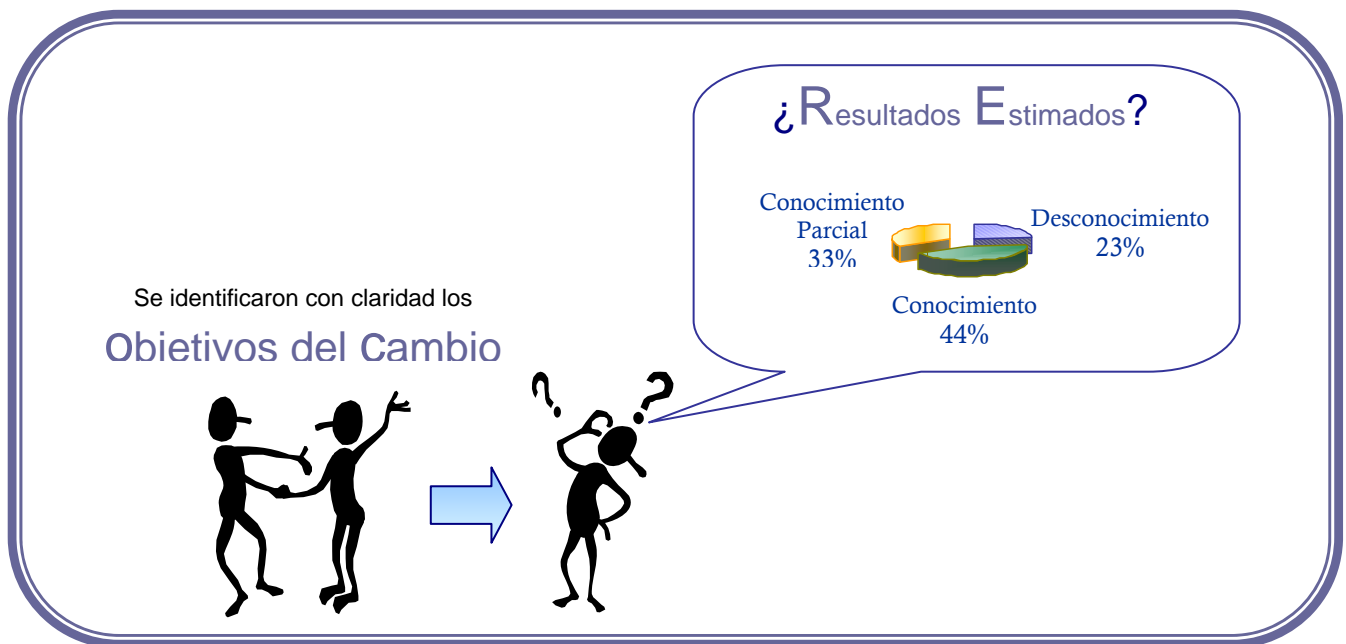 ¿Resultados Estimados?
Conocimiento
Parcial
33%
Desconocimiento
23%
Conocimiento
44%
Se identificaron con claridad los
Objetivos del Cambio
? ?